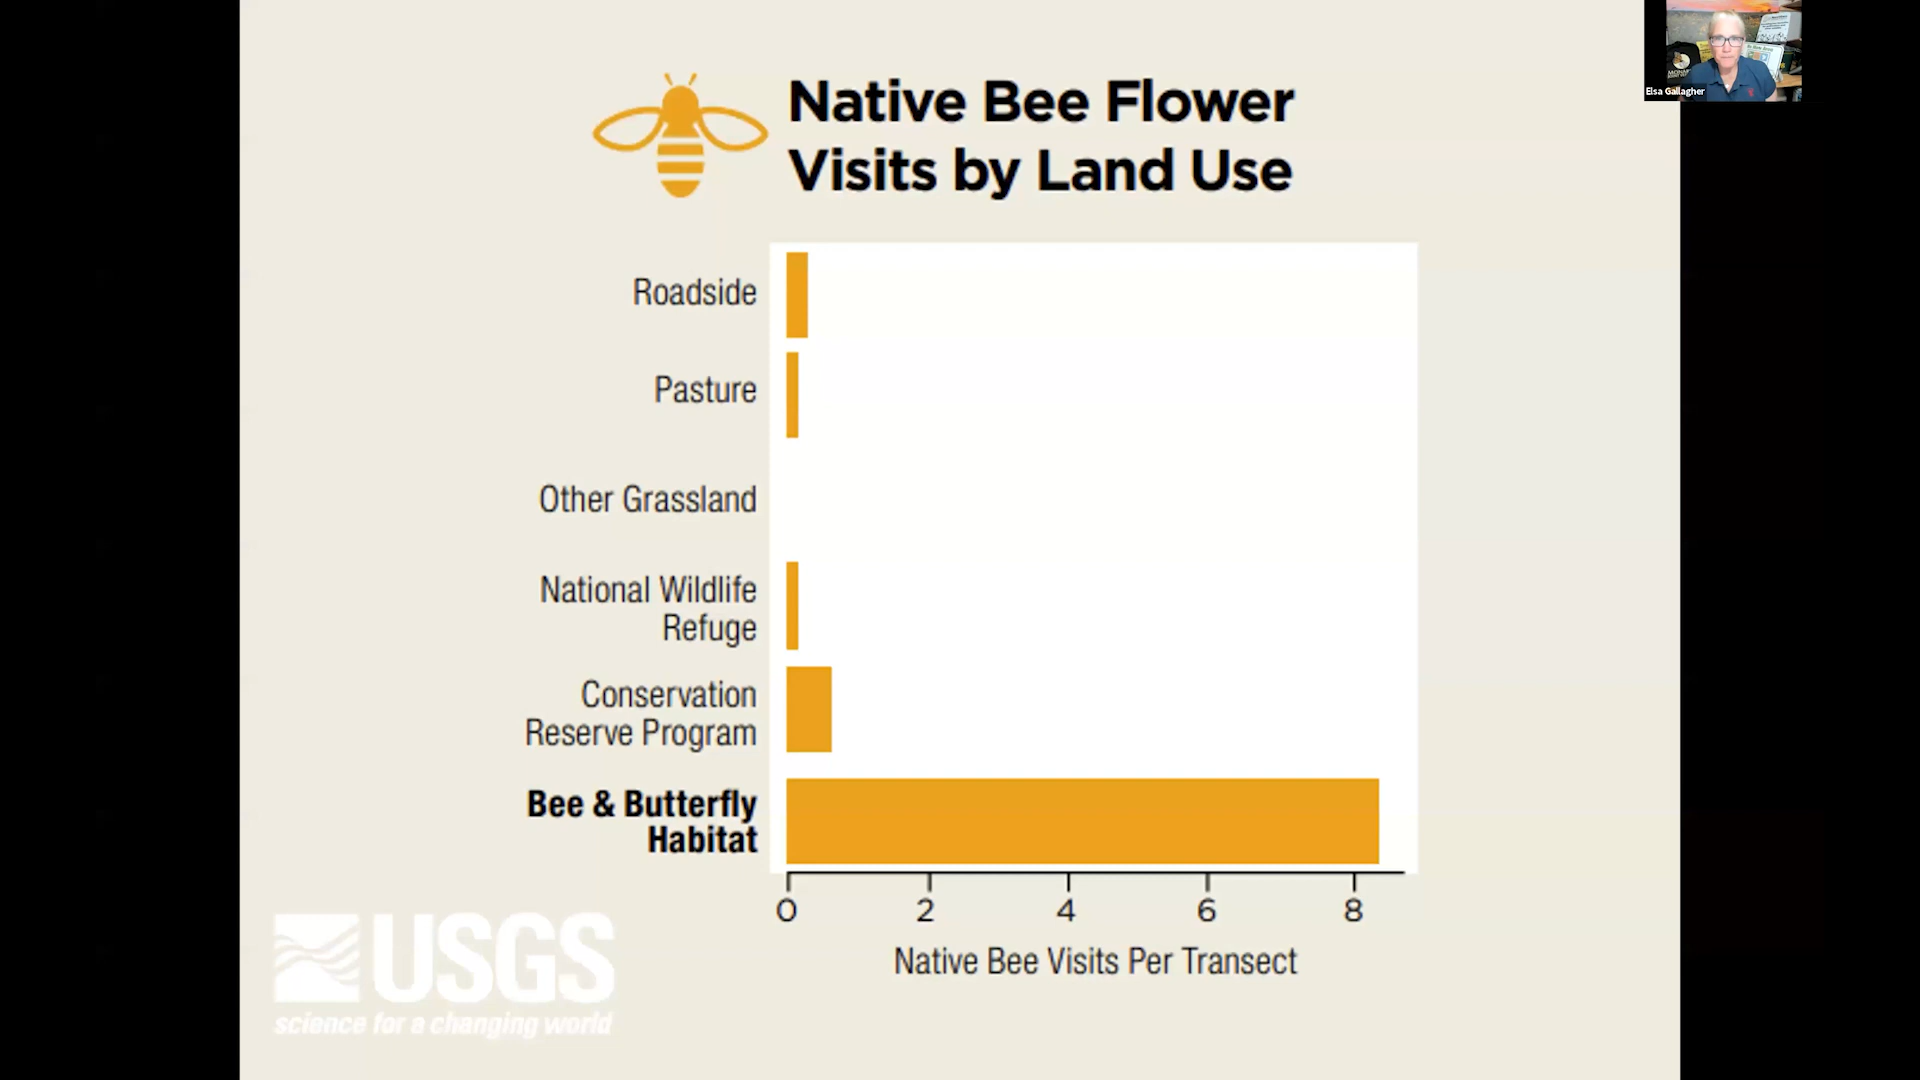 Native Bee Flower
Visits by Land Use
Elsa Gallagher
Roadside
Pasture
Other Grassland
National Wildlife
Refuge
Conservation
Reserve Program
Bee & Butterfly
Habitat
0 2 4 6 8
Native Bee Visits Per Transect
USGS
science for a changing world